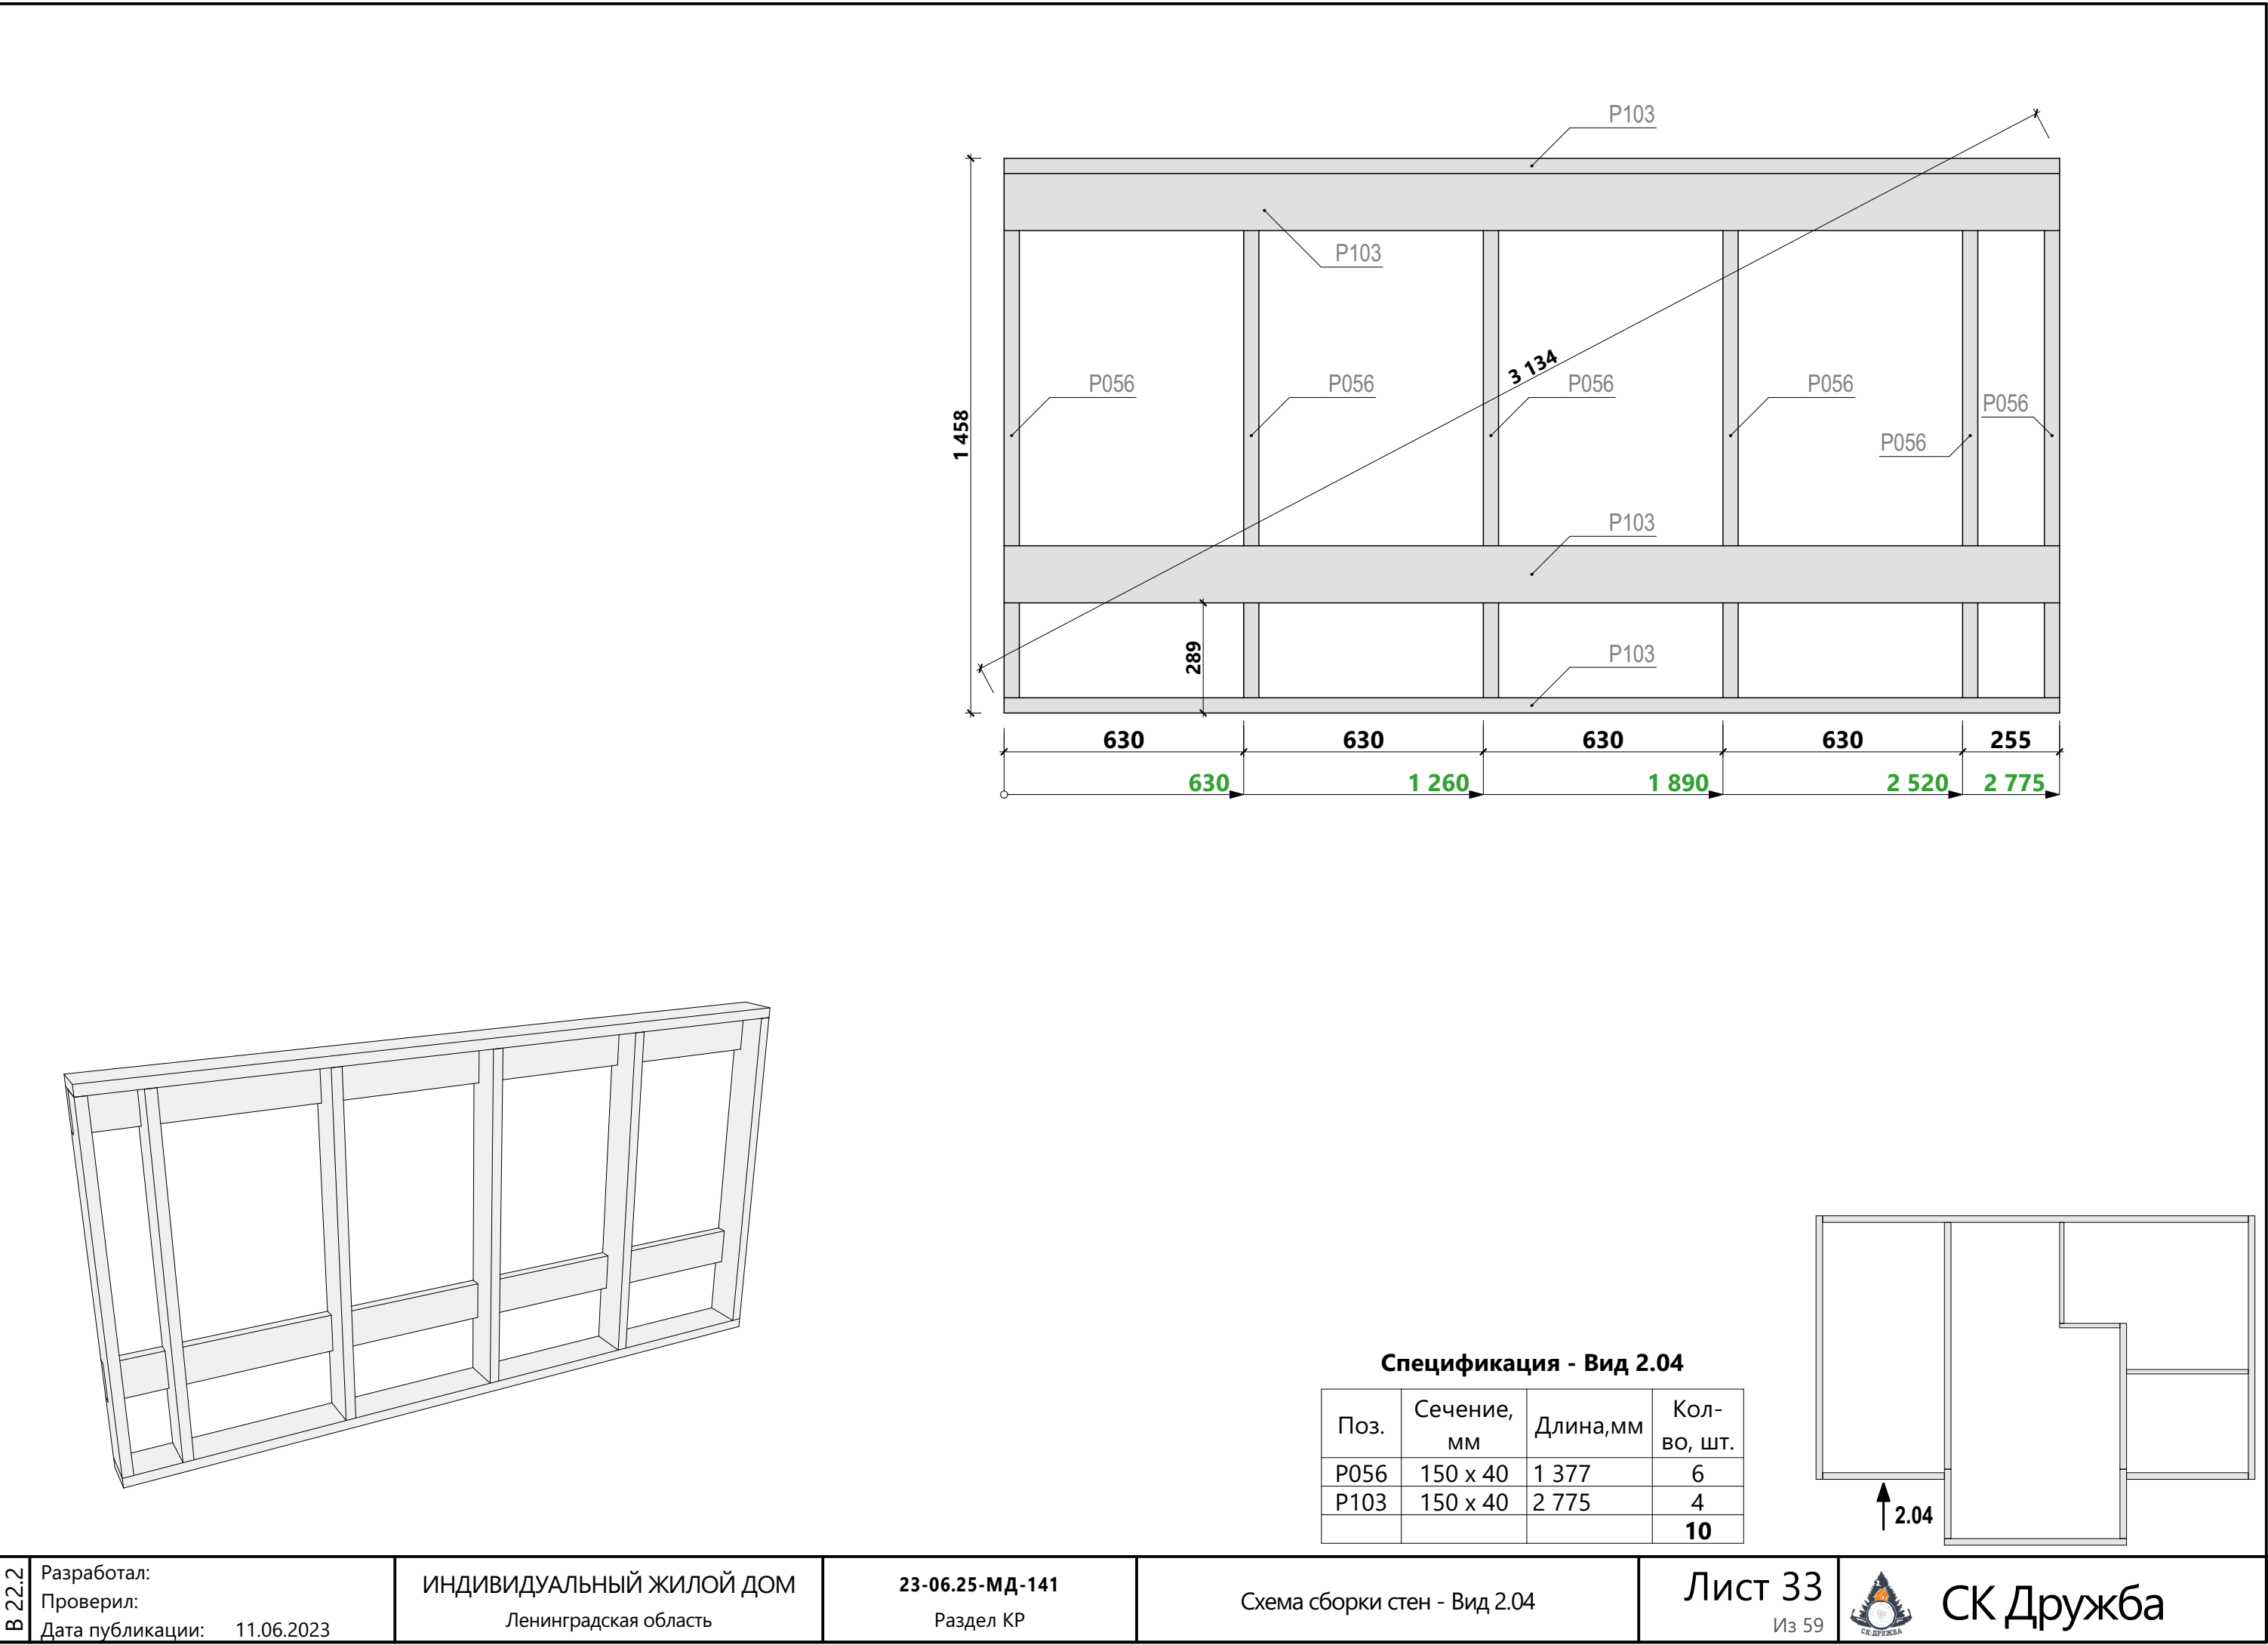 P103
P103
3 134
1 458
P056
P056
P056
P056
P056
P056
P103
289
P103
630
630
630
630
255
630
1 260
1 890
2 520
2 775
Спецификация - Вид 2.04
Поз.
Сечение, мм
Длина,мм
Кол-во, шт.
P056 150 x 40 1 377 6
P103 150 x 40 2 775 4
10
2.04
В 22.2
Разработал:
Проверил:
Дата публикации: 11.06.2023
ИНДИВИДУАЛЬНЫЙ ЖИЛОЙ ДОМ
Ленинградская область
23-06.25-МД-141
Раздел КР
Схема сборки стен - Вид 2.04
Лист 33
Из 59
СК ДРУЖБА
СК Дружба